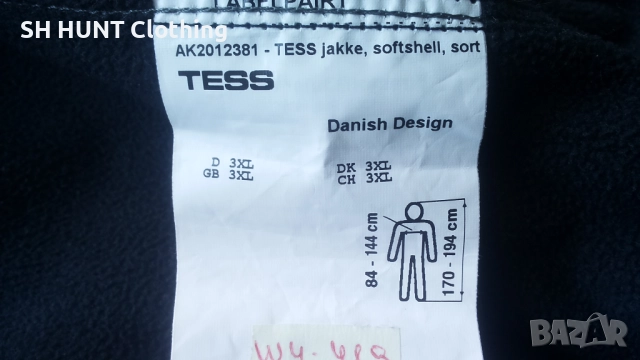 SH HUNT Clothing
AK2012381 - TESS jakke, softshell, sort
TESS
Danish Design
D 3XL
GB 3XL
DK 3XL
CH 3XL
84 - 144 cm
170 - 194 cm
BAZAR